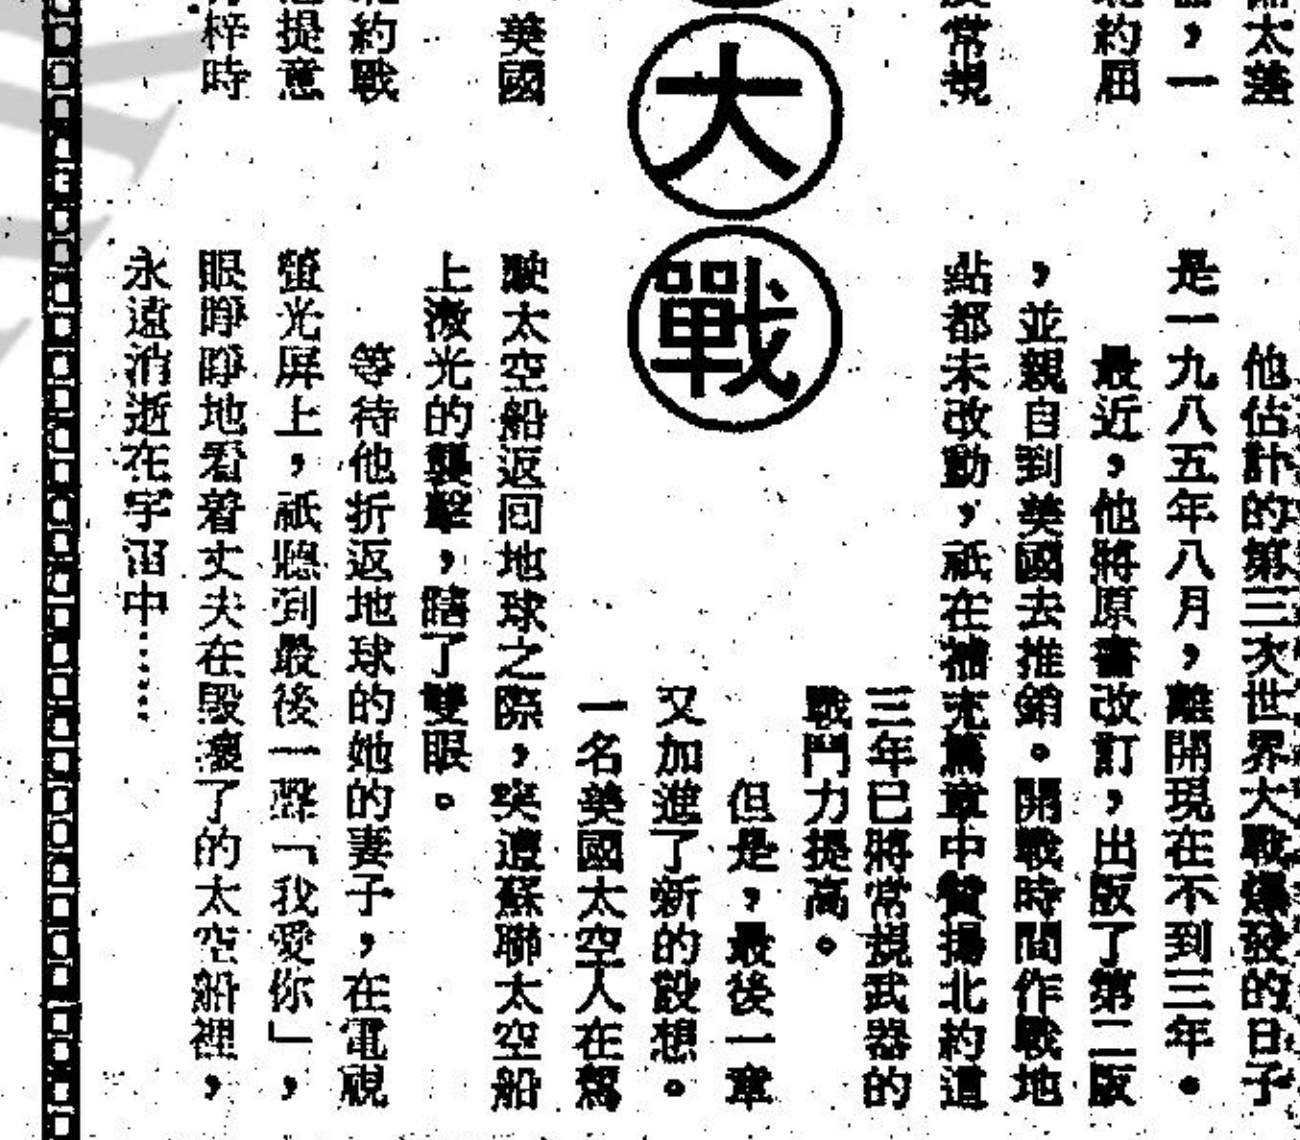 太
，一
北約屈
常規
大
戰
美國
北約戰
提意
梓時
他估計的第三次世界大戰爆發的日子
是一九八五年八月，離開現在不到三年。
最近，他將原書改訂，出版了第二版
，並親自到美國去推銷。開戰時間作戰地
點都未改動，祇在補充篇章中贊揚北約這
三年已將常規武器的
戰鬥力提高。
但是，最後一章
又加進了新的設想。
一名美國太空人在駕
駛太空船返回地球之際，突遭蘇聯太空船
上激光的襲擊，瞎了雙眼。
等待他折返地球的她的妻子，在電視
螢光屏上，祇聽到最後一聲「我愛你」，
眼睜睜地看着丈夫在毀壞了的太空船裡，
永遠消逝在宇宙中……